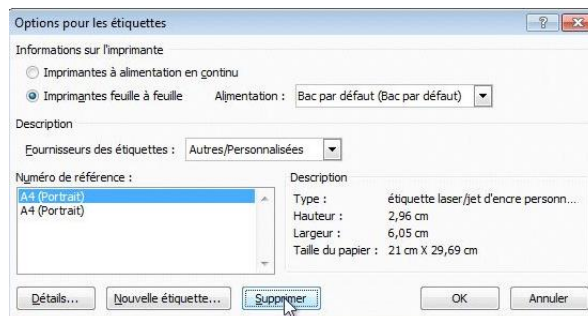 Options pour les étiquettes
Informations sur l'imprimante
Imprimantes à alimentation en continu
Imprimantes feuille à feuille Alimentation : Bac par défaut (Bac par défaut)
Description
Fournisseurs des étiquettes : Autres/Personnalisées
Numéro de référence :
A4 (Portrait)
A4 (Portrait)
Description
Type : étiquette laser/jet d'encre personn...
Hauteur : 2,96 cm
Largeur : 6,05 cm
Taille du papier : 21 cm X 29,69 cm
Détails... Nouvelle étiquette... Supprimer OK Annuler